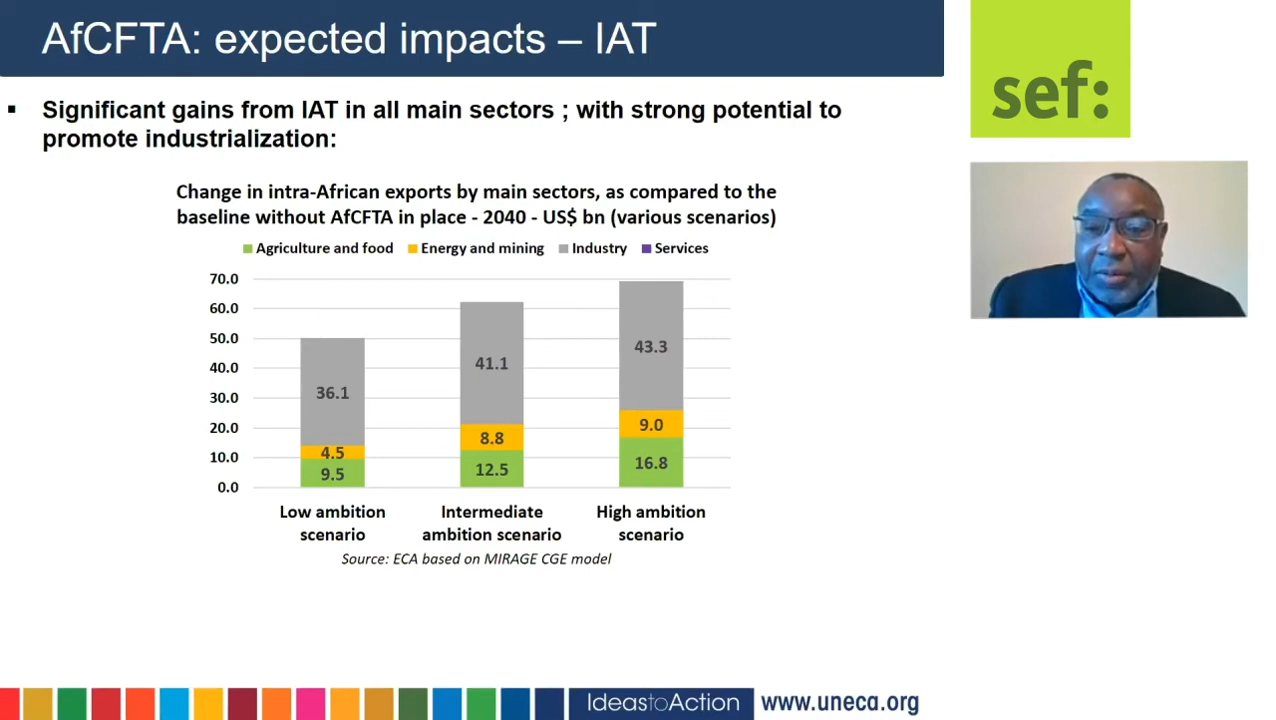 AfCFTA: expected impacts – IAT
sef:
▪ Significant gains from IAT in all main sectors ; with strong potential to
promote industrialization:
Change in intra-African exports by main sectors, as compared to the
baseline without AfCFTA in place - 2040 - US$ bn (various scenarios)
Agriculture and food Energy and mining Industry Services
70.0
60.0
50.0
40.0
30.0
20.0
10.0
0.0
36.1
4.5
9.5
41.1
8.8
12.5
43.3
9.0
16.8
Low ambition
scenario
Intermediate
ambition scenario
High ambition
scenario
Source: ECA based on MIRAGE CGE model
IdeastoAction www.uneca.org